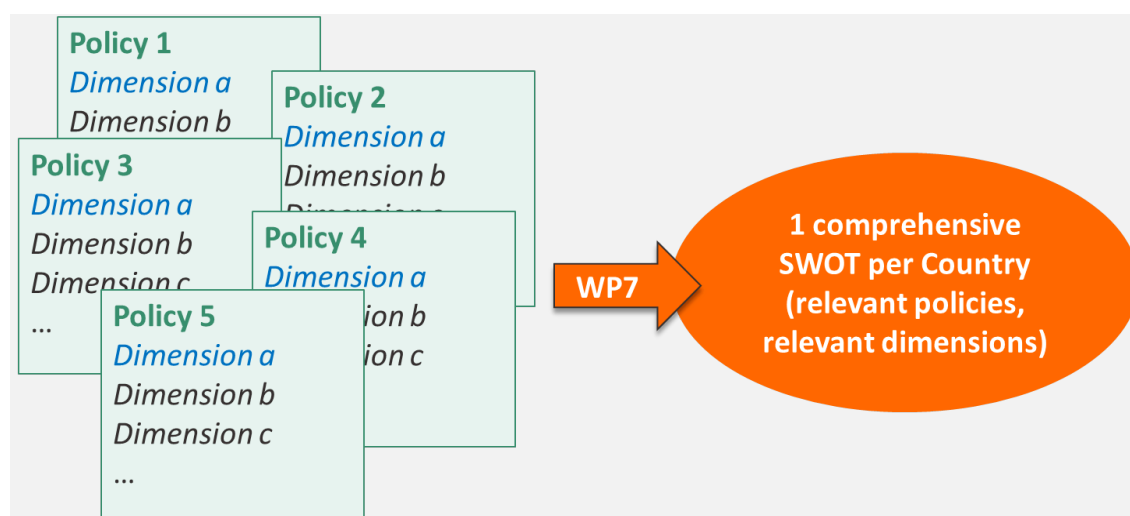 Policy 1
Dimension a
Dimension b
Policy 2
Dimension a
Dimension b
Policy 3
Dimension a
Dimension b
Dimension c
...
Policy 4
Dimension a
Policy 5
Dimension a
Dimension b
Dimension c
...
WP7
1 comprehensive
SWOT per Country
(relevant policies,
relevant dimensions)